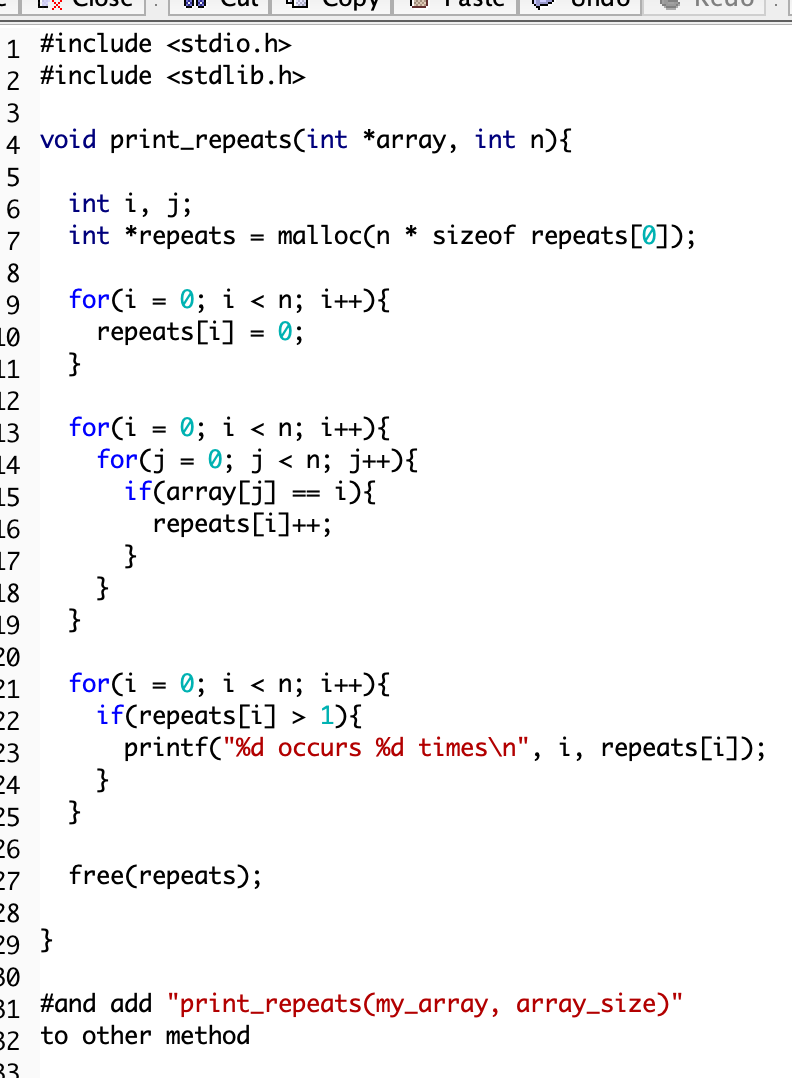 Close Cut Copy Paste Undo Redo
1 #include <stdio.h>
2 #include <stdlib.h>
3
4 void print_repeats(int *array, int n){
5
6   int i, j;
7   int *repeats = malloc(n * sizeof repeats[0]);
8
9   for(i = 0; i < n; i++){
10     repeats[i] = 0;
11   }
12
13   for(i = 0; i < n; i++){
14     for(j = 0; j < n; j++){
15       if(array[j] == i){
16         repeats[i]++;
17       }
18     }
19   }
20
21   for(i = 0; i < n; i++){
22     if(repeats[i] > 1){
23       printf("%d occurs %d times\n", i, repeats[i]);
24     }
25   }
26
27   free(repeats);
28
29 }
30
31 #and add "print_repeats(my_array, array_size)"
32 to other method
33